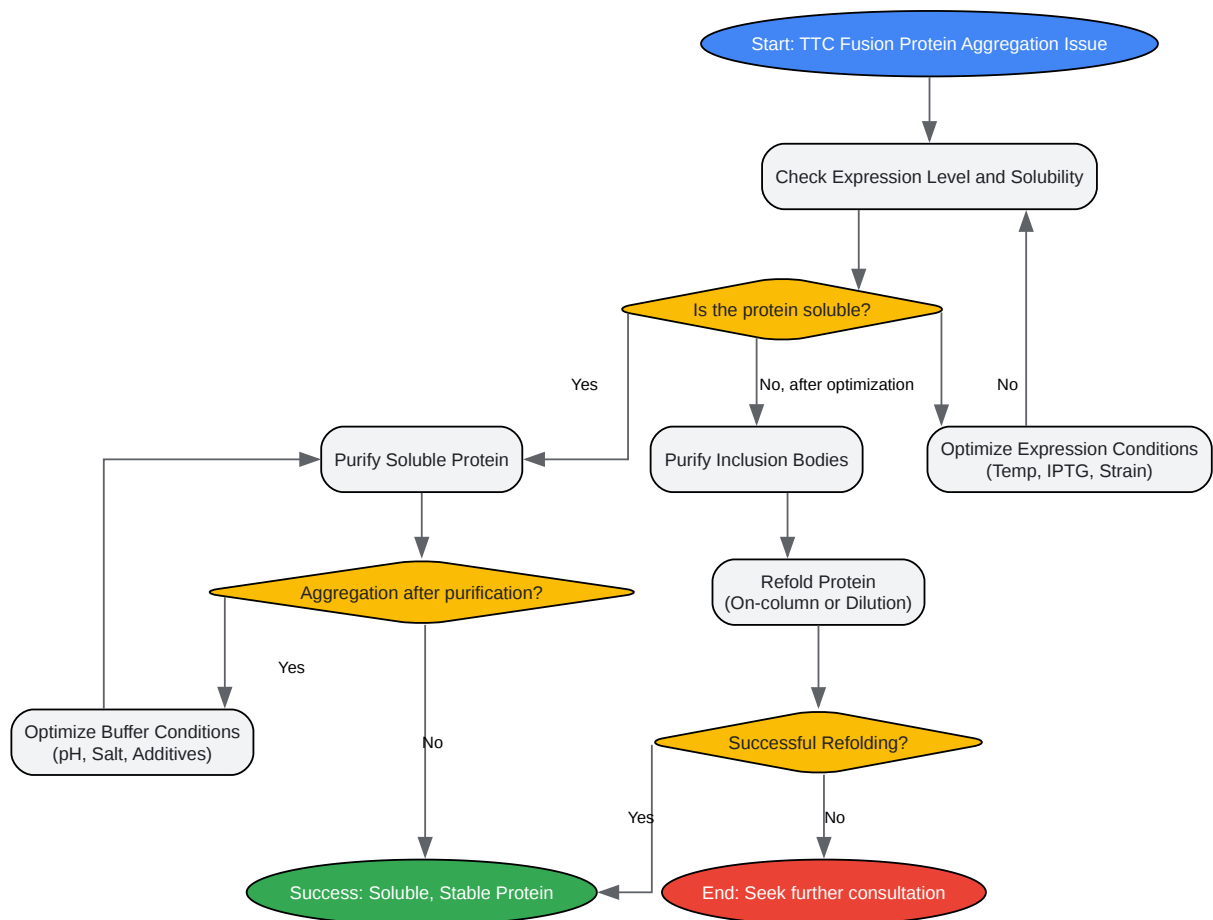 Start: TTC Fusion Protein Aggregation Issue
Check Expression Level and Solubility
Is the protein soluble?
Yes
No, after optimization
No
Purify Soluble Protein
Purify Inclusion Bodies
Optimize Expression Conditions
(Temp, IPTG, Strain)
Aggregation after purification?
Refold Protein
(On-column or Dilution)
Yes
Optimize Buffer Conditions
(pH, Salt, Additives)
No
Successful Refolding?
Yes
No
Success: Soluble, Stable Protein
End: Seek further consultation